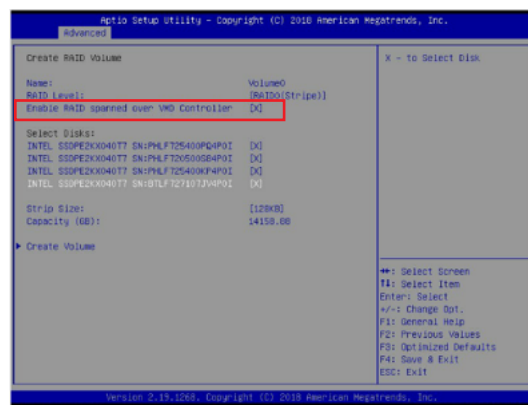 Aptio Setup Utility - Copyright (C) 2018 American Megatrends, Inc.
Advanced
Create RAID Volume
Name: Volume0
RAID Level: [RAID0(Stripe)]
Enable RAID spanned over VMD Controller [X]
Select Disks:
INTEL SSDPE2KX040T7 SN:PHLF725400PQ4P0I [X]
INTEL SSDPE2KX040T7 SN:PHLF720500G84P0I [X]
INTEL SSDPE2KX040T7 SN:PHLF725400KP4P0I [X]
INTEL SSDPE2KX040T7 SN:BTLF727107JV4P0I [X]
Strip Size: [128KB]
Capacity (GB): 14158.08
Create Volume
X - to Select Disk
: Select Screen
: Select Item
Enter: Select
+/-: Change Opt.
F1: General Help
F2: Previous Values
F3: Optimized Defaults
F4: Save & Exit
ESC: Exit
Version 2.19.1268. Copyright (C) 2018 American Megatrends, Inc.